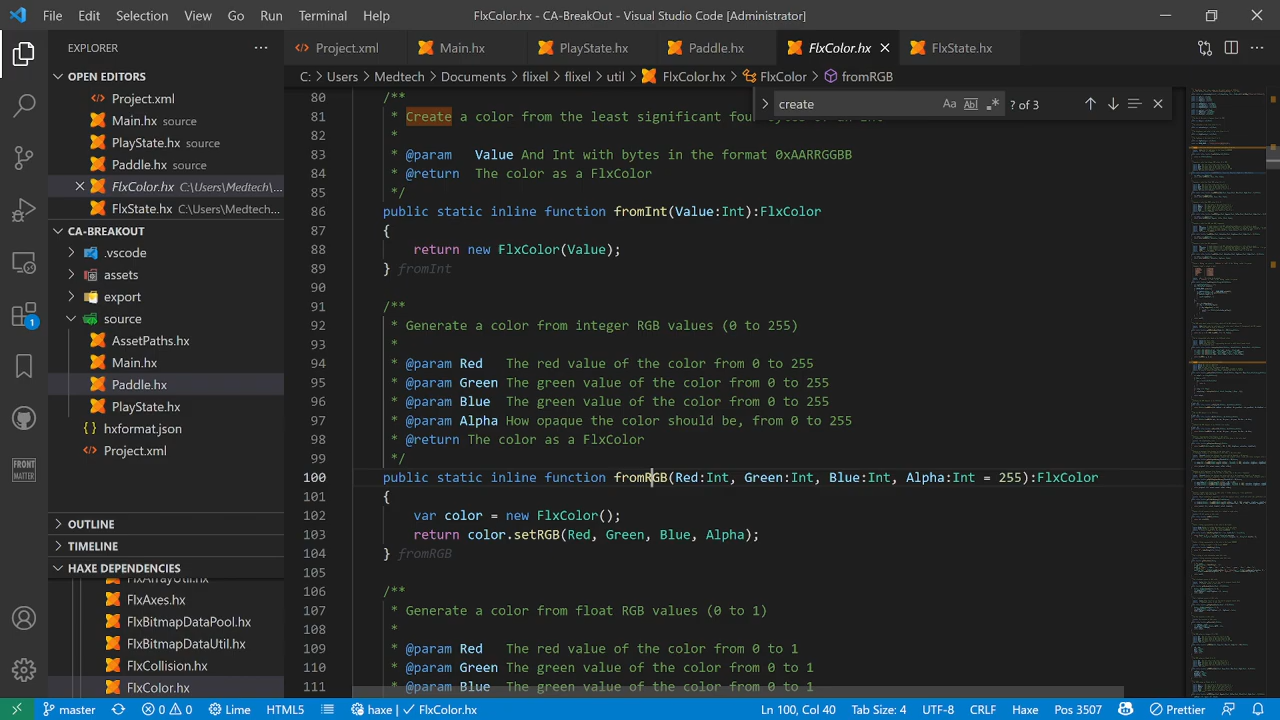 File Edit Selection View Go Run Terminal Help
FlxColor.hx - CA-BreakOut - Visual Studio Code [Administrator]
EXPLORER
Project.xml Main.hx PlayState.hx Paddle.hx FlxColor.hx FlxState.hx
C: > Users > Medtech > Documents > flixel > flixel > util > FlxColor.hx > FlxColor > fromRGB
create
Aa Abl .*
? of 3
OPEN EDITORS
Project.xml
Main.hx source
PlayState.hx source
Paddle.hx source
FlxColor.hx C:\Users\Medtech\...
FlxState.hx C:\Users\Medtech...
CA-BREAKOUT
.vscode
assets
export
source
AssetPaths.hx
Main.hx
Paddle.hx
PlayState.hx
hxformat.json
Project.xml
OUTLINE
TIMELINE
HAXE DEPENDENCIES
FlxArrayUtil.hx
FlxAxes.hx
FlxBitmapDataPool.hx
FlxBitmapDataUtil.hx
FlxCollision.hx
FlxColor.hx
1
80 /**
81 * Create a color from the least significant four bytes of an Int
82 *
83 * @param Value And Int with bytes in the format 0xAARRGGBB
84 * @return The color as a FlxColor
85 */
86 public static inline function fromInt(Value:Int):FlxColor
87 {
88 return new FlxColor(Value);
89 } fromInt
90
91 /**
92 * Generate a color from integer RGB values (0 to 255)
93 *
94 * @param Red The red value of the color from 0 to 255
95 * @param Green The green value of the color from 0 to 255
96 * @param Blue The green value of the color from 0 to 255
97 * @param Alpha How opaque the color should be, from 0 to 255
98 * @return The color as a FlxColor
99 */
100 public static inline function fromRGB(Red:Int, Green:Int, Blue:Int, Alpha:Int = 255):FlxColor
101 {
102 var color = new FlxColor();
103 return color.setRGB(Red, Green, Blue, Alpha);
104 } fromRGB
105
106 /**
107 * Generate a color from float RGB values (0 to 1)
108 *
109 * @param Red The red value of the color from 0 to 1
110 * @param Green The green value of the color from 0 to 1
111 * @param Blue The green value of the color from 0 to 1
FRONT
MATTER
master 0 0 Lime HTML5 haxe | FlxColor.hx Ln 100, Col 40 Tab Size: 4 UTF-8 CRLF Haxe Pos 3507 Prettier